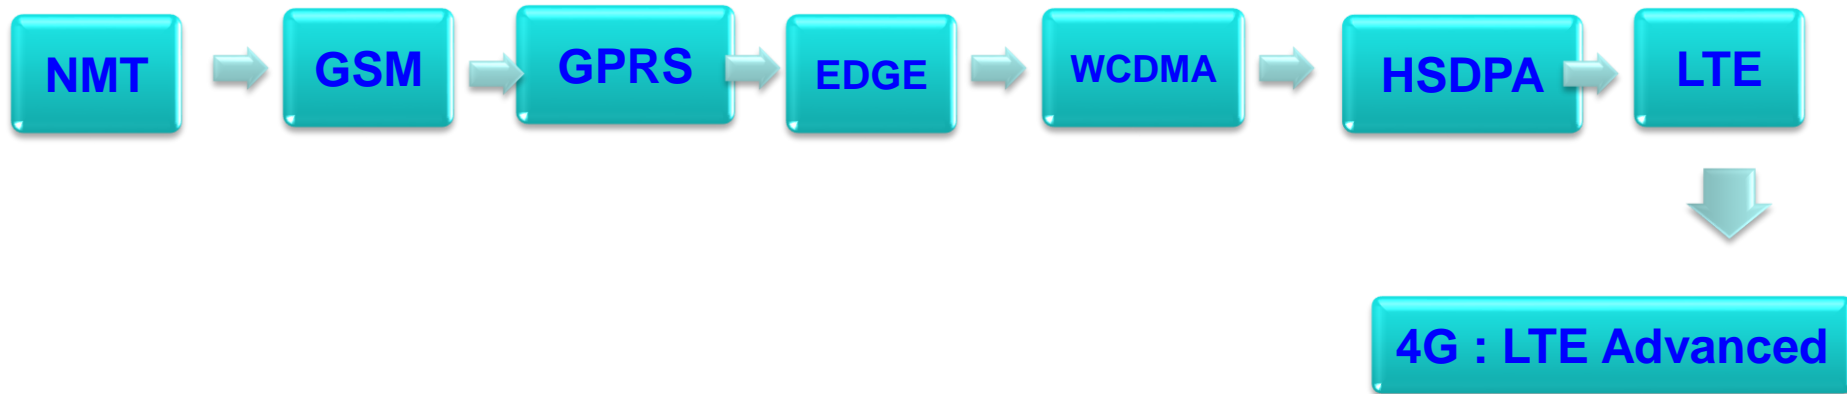 NMT
GSM
GPRS
EDGE
WCDMA
HSDPA
LTE
4G : LTE Advanced